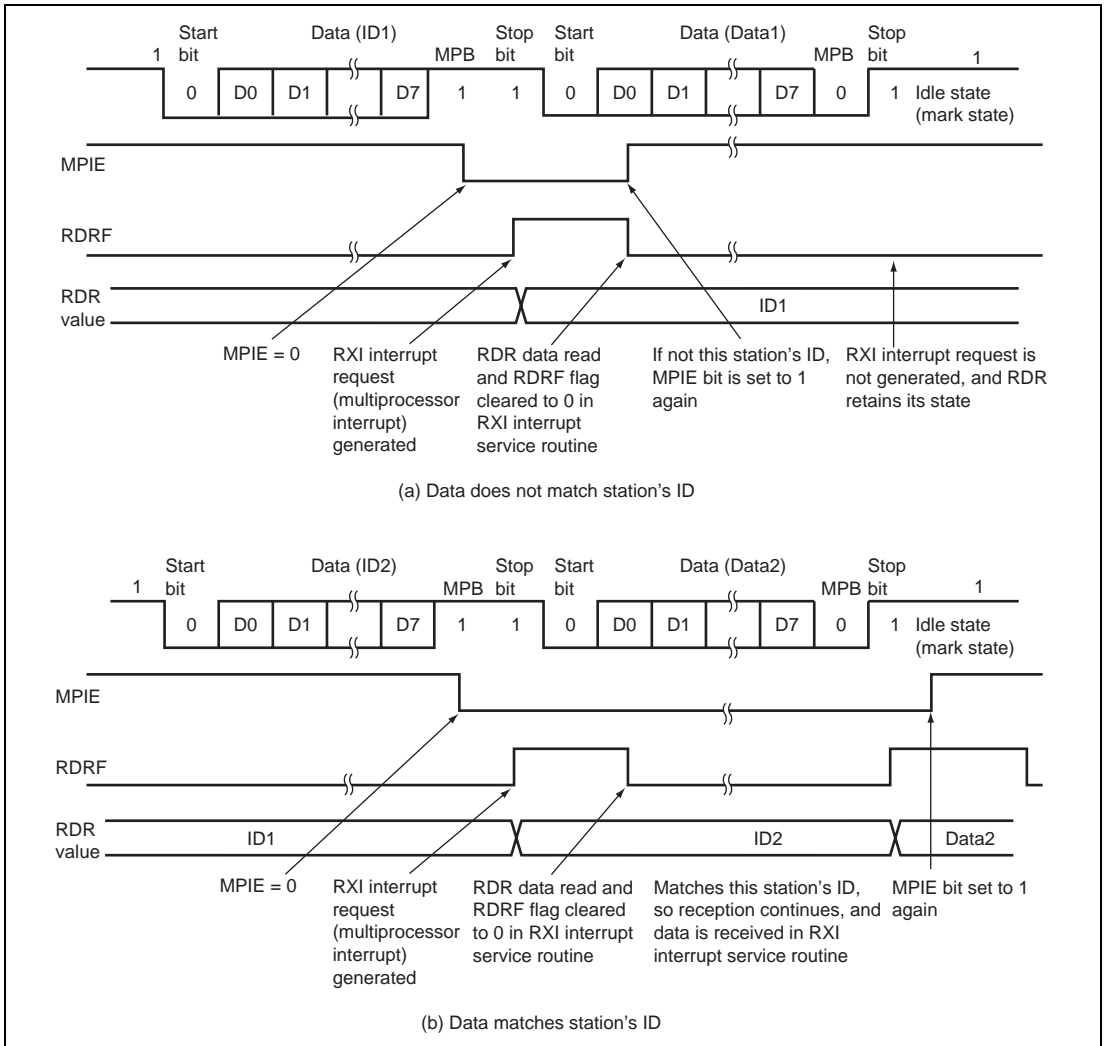 Start Data (ID1) Stop Start Data (Data1) Stop
1 bit MPB bit bit MPB bit 1
0 D0 D1 D7 1 1 0 D0 D1 D7 0 1 Idle state
(mark state)
MPIE
RDRF
RDR
value
ID1
MPIE = 0
RXI interrupt
request
(multiprocessor
interrupt)
generated
RDR data read
and RDRF flag
cleared to 0 in
RXI interrupt
service routine
If not this station's ID,
MPIE bit is set to 1
again
RXI interrupt request is
not generated, and RDR
retains its state
(a) Data does not match station's ID
Start Data (ID2) Stop Start Data (Data2) Stop
1 bit MPB bit bit MPB bit 1
0 D0 D1 D7 1 1 0 D0 D1 D7 0 1 Idle state
(mark state)
MPIE
RDRF
RDR
value
ID1 ID2 Data2
MPIE = 0
RXI interrupt
request
(multiprocessor
interrupt)
generated
RDR data read and
RDRF flag cleared
to 0 in RXI interrupt
service routine
Matches this station's ID,
so reception continues, and
data is received in RXI
interrupt service routine
MPIE bit set to 1
again
(b) Data matches station's ID